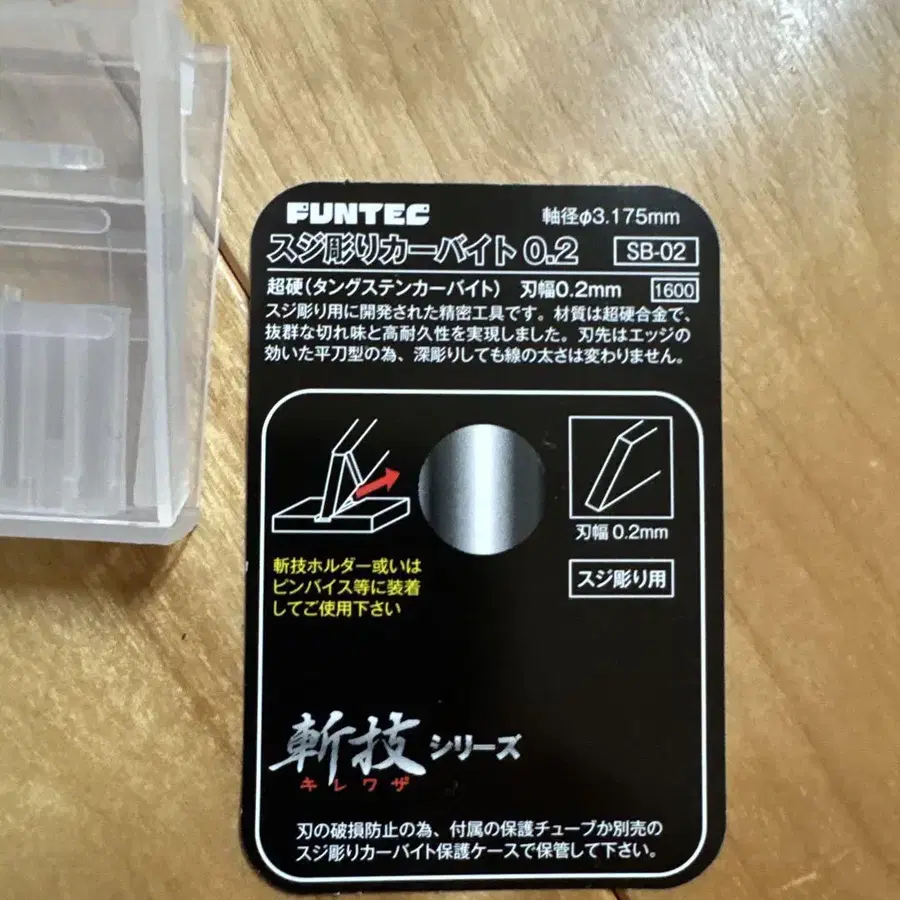 FUNTEC
軸径φ3.175mm
スジ彫りカーバイト0.2
SB-02
超硬(タングステンカーバイト) 刃幅0.2mm
1600
スジ彫り用に開発された精密工具です。材質は超硬合金で、
抜群な切れ味と高耐久性を実現しました。刃先はエッジの
効いた平刀型の為、深彫りしても線の太さは変わりません。
刃幅 0.2mm
スジ彫り用
斬技ホルダー或いは
ピンバイス等に装着
してご使用下さい
斬技シリーズ
キレワザ
刃の破損防止の為、付属の保護チューブか別売の
スジ彫りカーバイト保護ケースで保管して下さい。